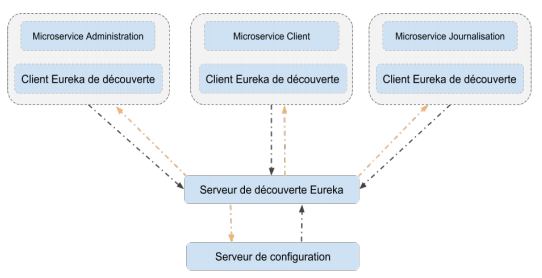 Microservice Administration
Client Eureka de découverte
Microservice Client
Client Eureka de découverte
Microservice Journalisation
Client Eureka de découverte
Serveur de découverte Eureka
Serveur de configuration